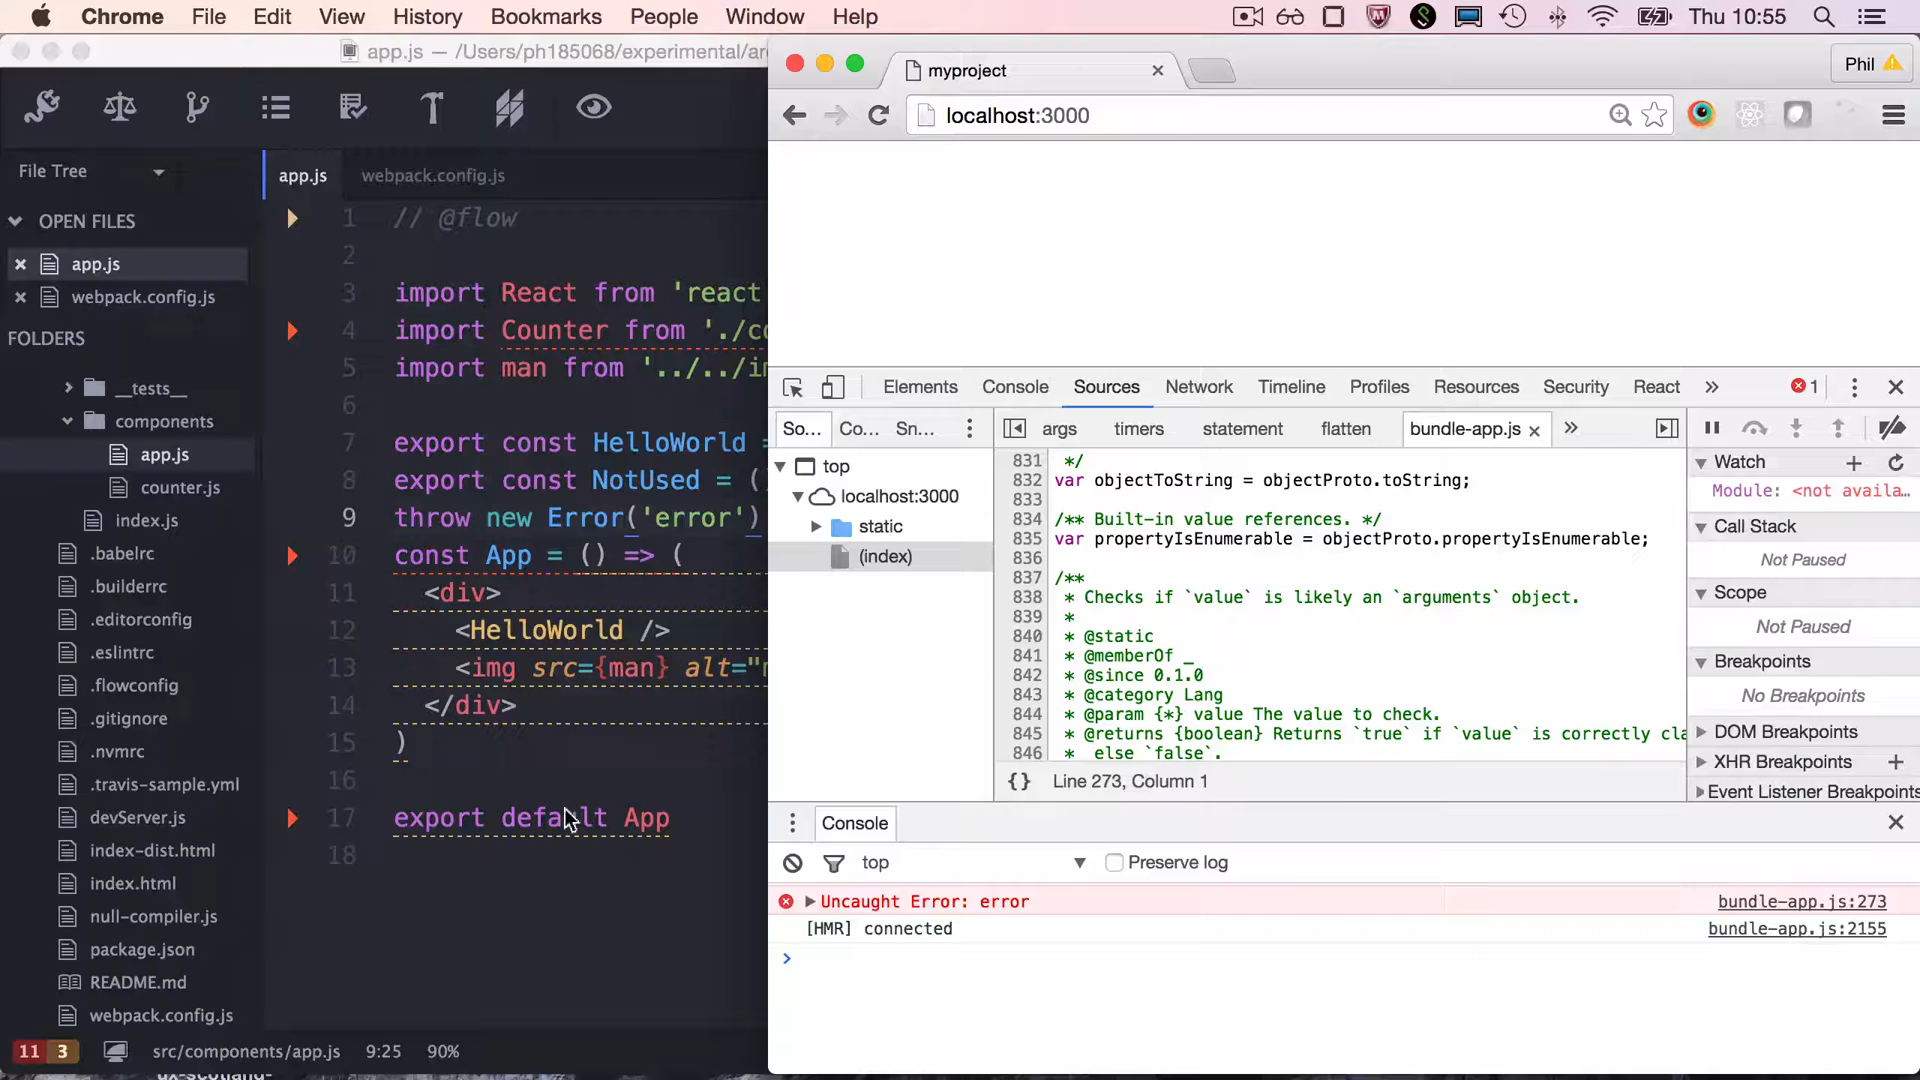 Chrome File Edit View History Bookmarks People Window Help Thu 10:55
app.js — /Users/ph185068/experimental/
File Tree
OPEN FILES
app.js
webpack.config.js
FOLDERS
__tests__
components
app.js
counter.js
index.js
.babelrc
.builderrc
.editorconfig
.eslintrc
.flowconfig
.gitignore
.nvmrc
.travis-sample.yml
devServer.js
index-dist.html
index.html
null-compiler.js
package.json
README.md
webpack.config.js
11 3 src/components/app.js 9:25 90%
app.js webpack.config.js
1 // @flow
2
3 import React from 'react
4 import Counter from './co
5 import man from '../../im
6
7 export const HelloWorld =
8 export const NotUsed = ()
9 throw new Error('error')
10 const App = () => (
11 <div>
12 <HelloWorld />
13 <img src={man} alt="
14 </div>
15 )
16
17 export default App
18
myproject
Phil
localhost:3000
Elements Console Sources Network Timeline Profiles Resources Security React » 1
So... Co... Sn...
top
localhost:3000
static
(index)
args timers statement flatten bundle-app.js »
831 */
832 var objectToString = objectProto.toString;
833
834 /** Built-in value references. */
835 var propertyIsEnumerable = objectProto.propertyIsEnumerable;
836
837 /**
838 * Checks if `value` is likely an `arguments` object.
839 *
840 * @static
841 * @memberOf _
842 * @since 0.1.0
843 * @category Lang
844 * @param {*} value The value to check.
845 * @returns {boolean} Returns `true` if `value` is correctly cla
846 * else `false`.
{} Line 273, Column 1
Watch
Module: <not availa...
Call Stack
Not Paused
Scope
Not Paused
Breakpoints
No Breakpoints
DOM Breakpoints
XHR Breakpoints
Event Listener Breakpoints
Console
top Preserve log
Uncaught Error: error bundle-app.js:273
[HMR] connected bundle-app.js:2155
>